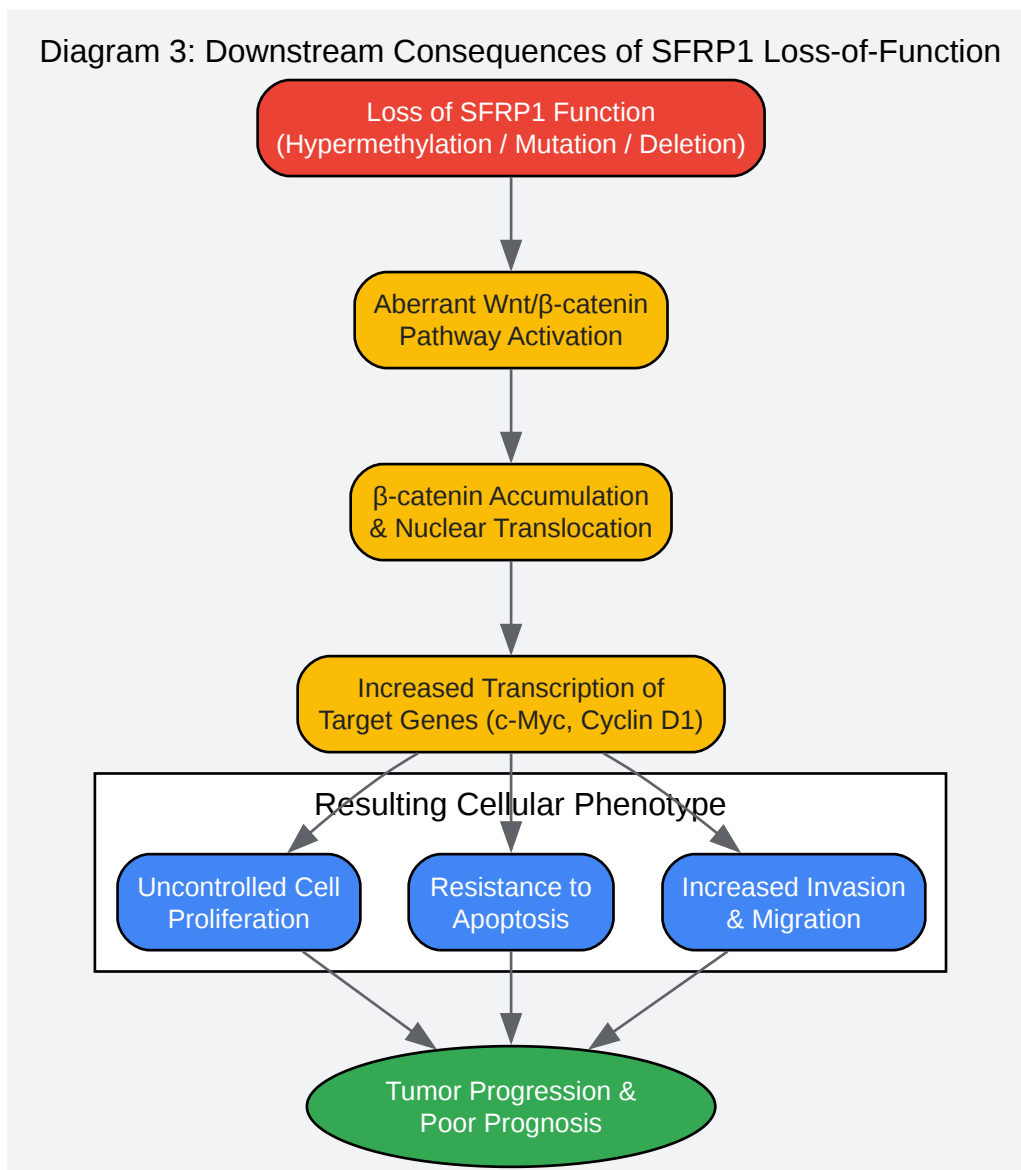 Diagram 3: Downstream Consequences of SFRP1 Loss-of-Function
Loss of SFRP1 Function
(Hypermethylation / Mutation / Deletion)
Aberrant Wnt/β-catenin
Pathway Activation
β-catenin Accumulation
& Nuclear Translocation
Increased Transcription of
Target Genes (c-Myc, Cyclin D1)
Resulting Cellular Phenotype
Uncontrolled Cell
Proliferation
Resistance to
Apoptosis
Increased Invasion
& Migration
Tumor Progression &
Poor Prognosis